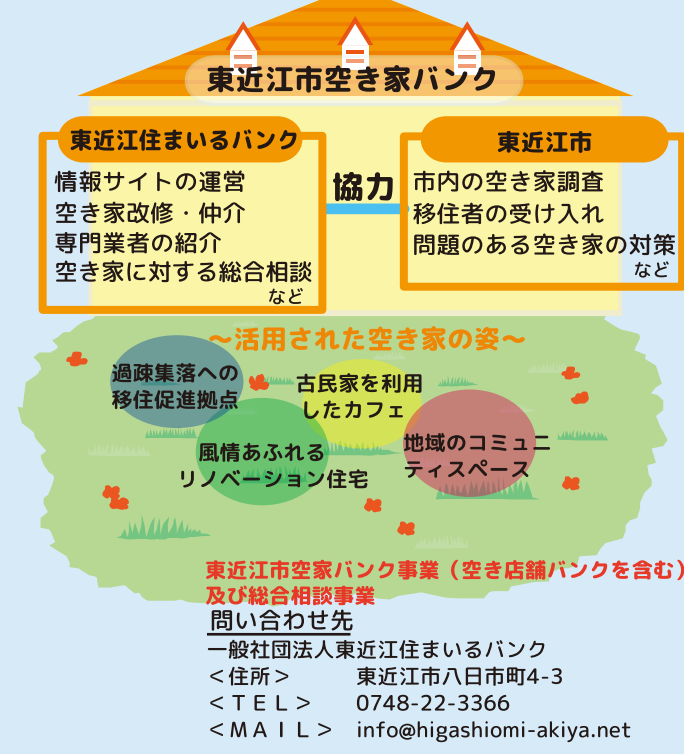 東近江市空き家バンク
東近江住まいるバンク
情報サイトの運営
空き家改修・仲介
専門業者の紹介
空き家に対する総合相談
など
協力
東近江市
市内の空き家調査
移住者の受け入れ
問題のある空き家の対策
など
～活用された空き家の姿～
過疎集落への
移住促進拠点
古民家を利用
したカフェ
風情あふれる
リノベーション住宅
地域のコミュニ
ティスペース
東近江市空家バンク事業（空き店舗バンクを含む）
及び総合相談事業
問い合わせ先
一般社団法人東近江住まいるバンク
＜住所＞ 東近江市八日市町4-3
＜ＴＥＬ＞ 0748-22-3366
＜ＭＡＩＬ＞ info@higashiomi-akiya.net